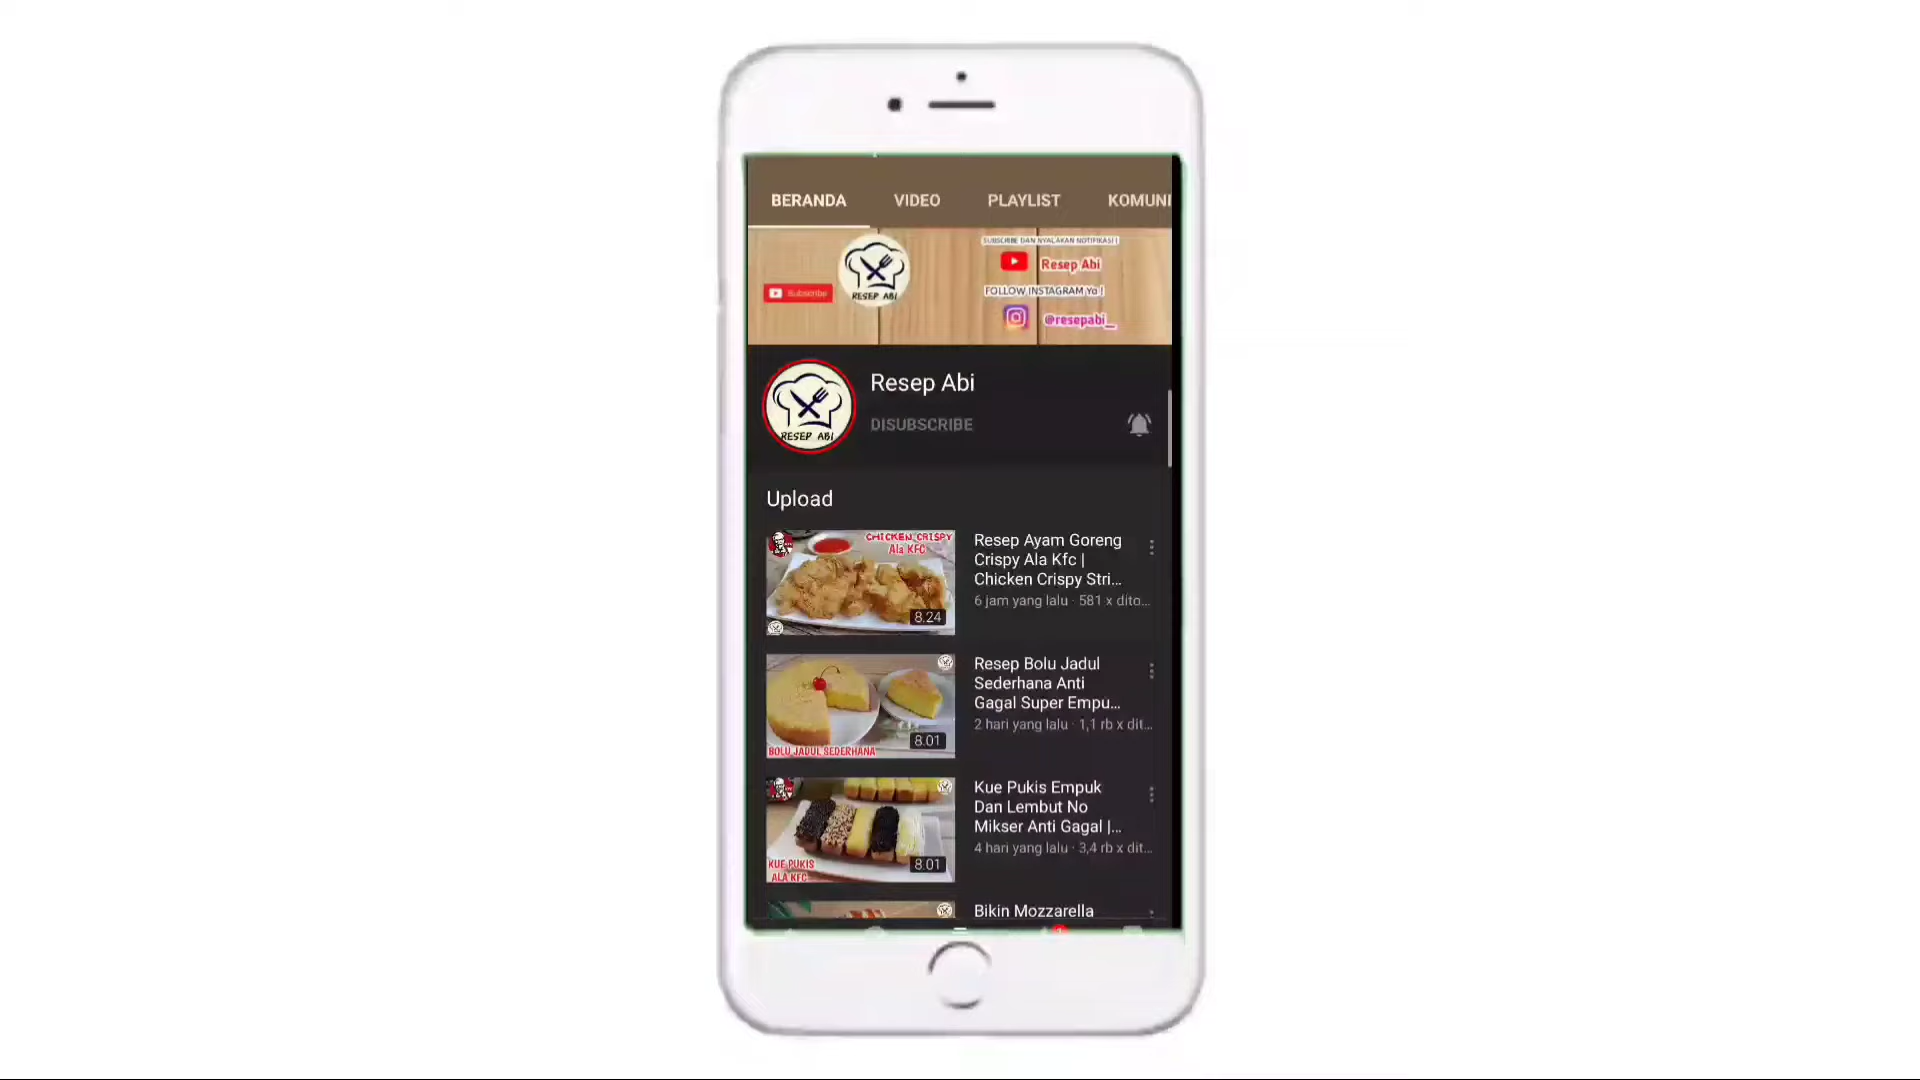 BERANDA VIDEO PLAYLIST KOMUNI
SUBSCRIBE DAN NYALAKAN NOTIFIKASI !
Resep Abi
Subscribe
RESEP ABI
FOLLOW INSTAGRAM Ya !
@resepabi__
Resep Abi
DISUBSCRIBE
RESEP ABI
Upload
CHICKEN CRISPY
Ala KFC
8.24
Resep Ayam Goreng
Crispy Ala Kfc |
Chicken Crispy Stri...
6 jam yang lalu · 581 x dito...
BOLU JADUL SEDERHANA
8.01
Resep Bolu Jadul
Sederhana Anti
Gagal Super Empu...
2 hari yang lalu · 1,1 rb x dit...
KUE PUKIS
ALA KFC
8.01
Kue Pukis Empuk
Dan Lembut No
Mikser Anti Gagal |...
4 hari yang lalu · 3,4 rb x dit...
Bikin Mozzarella